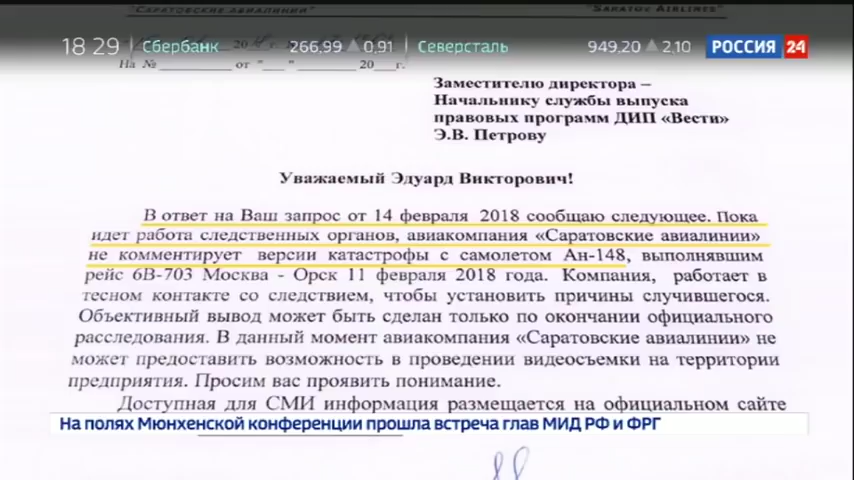 "САРАТОВСКИЕ АВИАЛИНИИ" "SARATOV AIRLINES"
18 29 Сбербанк 266.99 0.91 Северсталь 949.20 2.10 РОССИЯ 24
На № от "___" 20 г.
Заместителю директора –
Начальнику службы выпуска
правовых программ ДИП «Вести»
Э.В. Петрову
Уважаемый Эдуард Викторович!
В ответ на Ваш запрос от 14 февраля 2018 сообщаю следующее. Пока
идет работа следственных органов, авиакомпания «Саратовские авиалинии»
не комментирует версии катастрофы с самолетом Ан-148, выполнявшим
рейс 6В-703 Москва - Орск 11 февраля 2018 года. Компания, работает в
тесном контакте со следствием, чтобы установить причины случившегося.
Объективный вывод может быть сделан только по окончании официального
расследования. В данный момент авиакомпания «Саратовские авиалинии» не
может предоставить возможность в проведении видеосъемки на территории
предприятия. Просим вас проявить понимание.
Доступная для СМИ информация размещается на официальном сайте
На полях Мюнхенской конференции прошла встреча глав МИД РФ и ФРГ